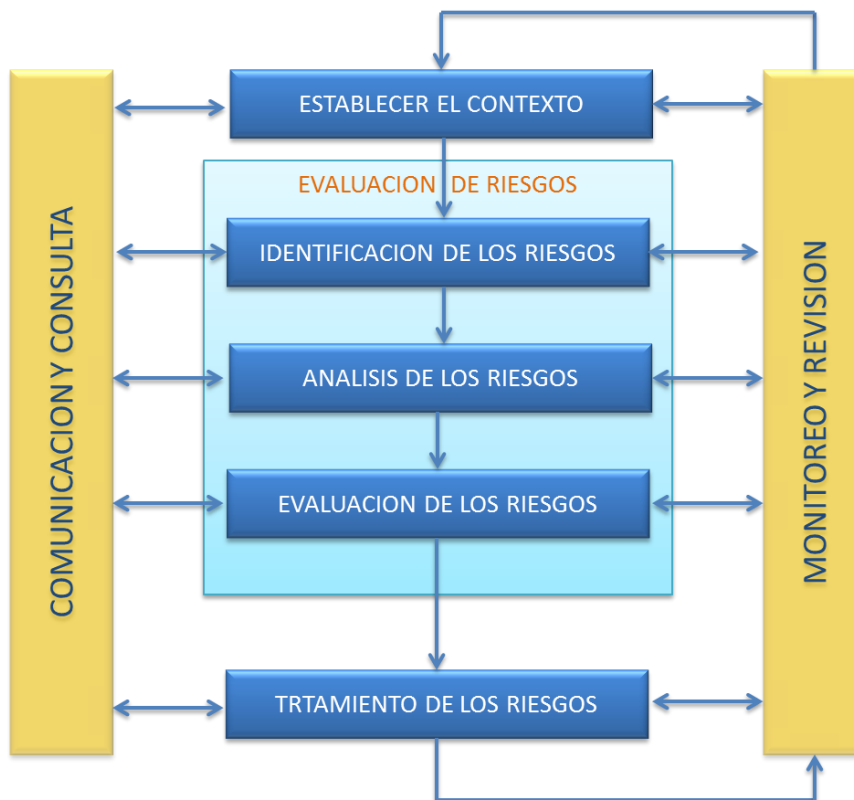 ESTABLECER EL CONTEXTO
EVALUACION DE RIESGOS
IDENTIFICACION DE LOS RIESGOS
ANALISIS DE LOS RIESGOS
EVALUACION DE LOS RIESGOS
TRTAMIENTO DE LOS RIESGOS
COMUNICACION Y CONSULTA
MONITOREO Y REVISION